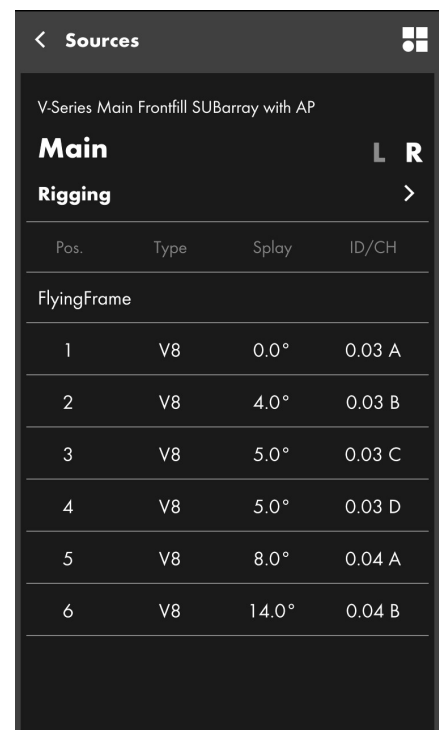 < Sources
V-Series Main Frontfill SUBarray with AP
Main L R
Rigging >
Pos. Type Splay ID/CH
FlyingFrame
1 V8 0.0° 0.03 A
2 V8 4.0° 0.03 B
3 V8 5.0° 0.03 C
4 V8 5.0° 0.03 D
5 V8 8.0° 0.04 A
6 V8 14.0° 0.04 B